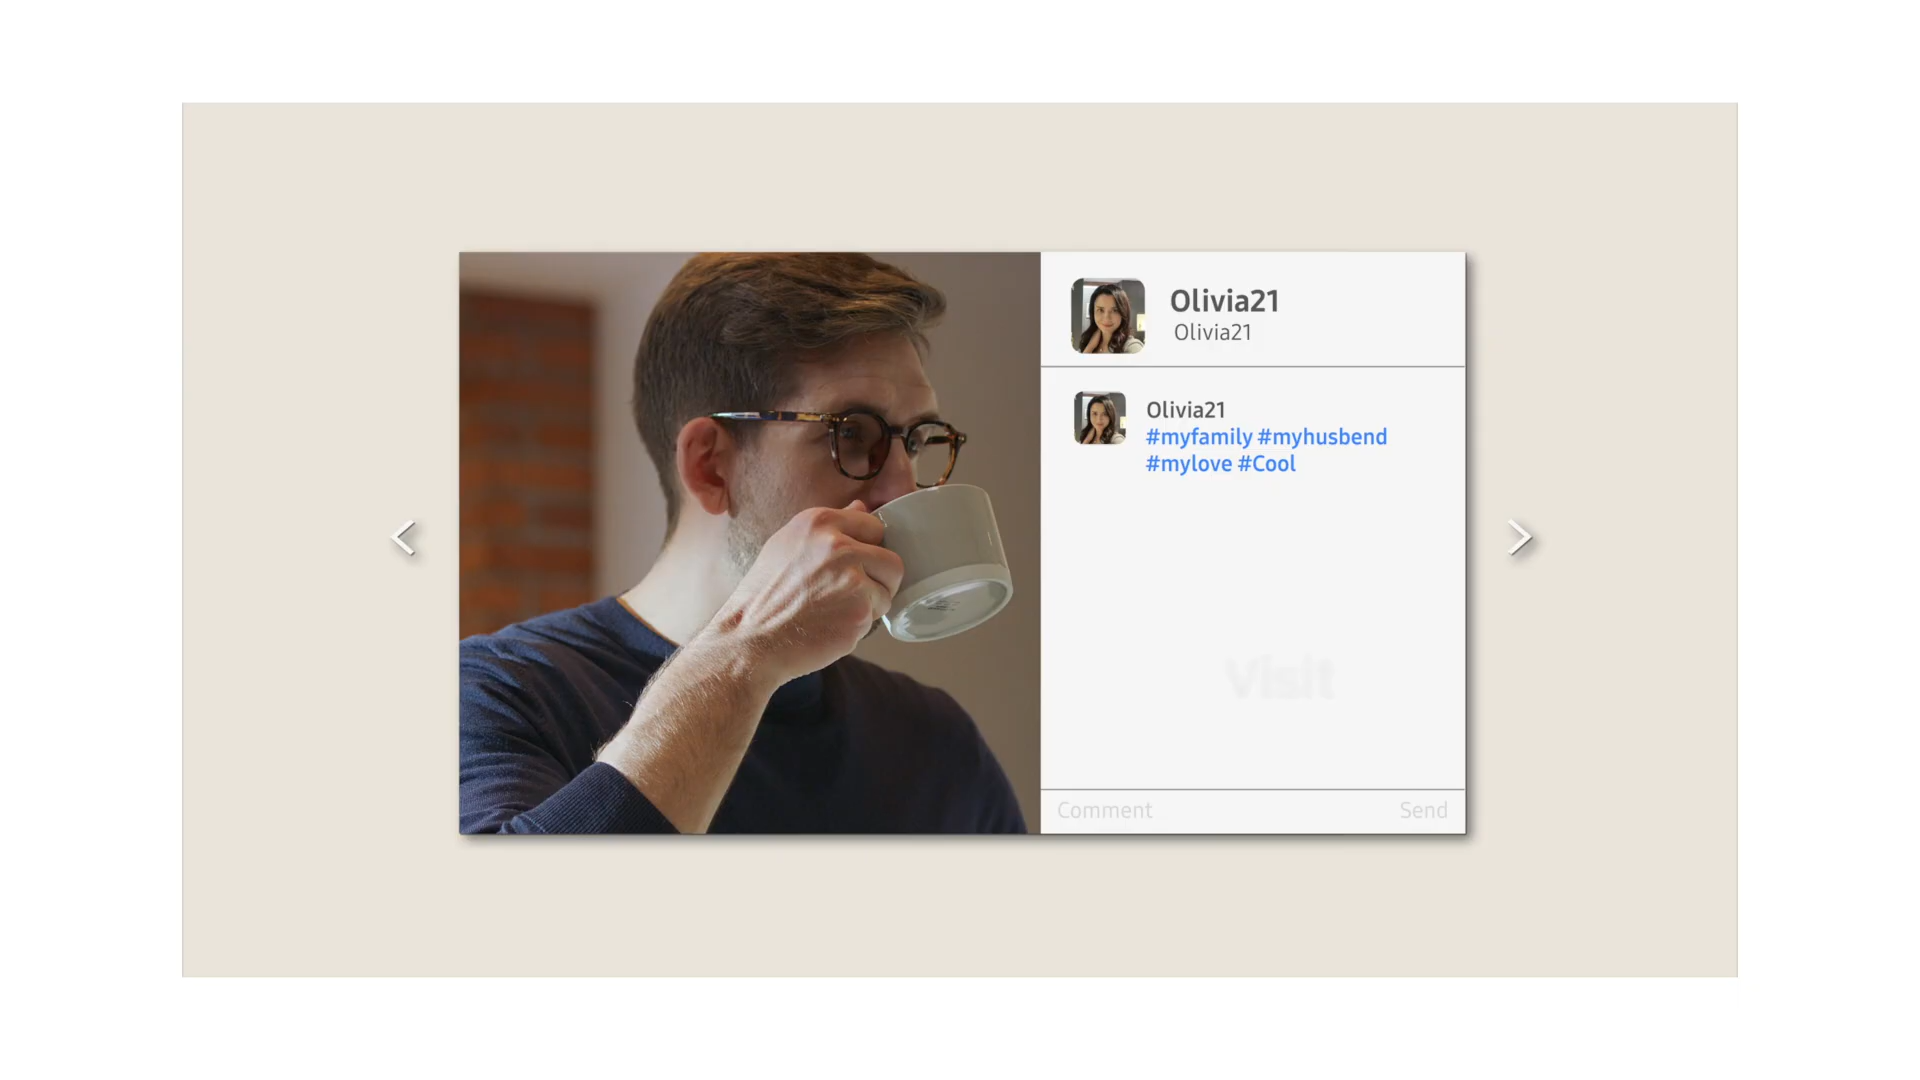 Olivia21
Olivia21
Olivia21
#myfamily #myhusbend
#mylove #Cool
Visit
Comment
Send